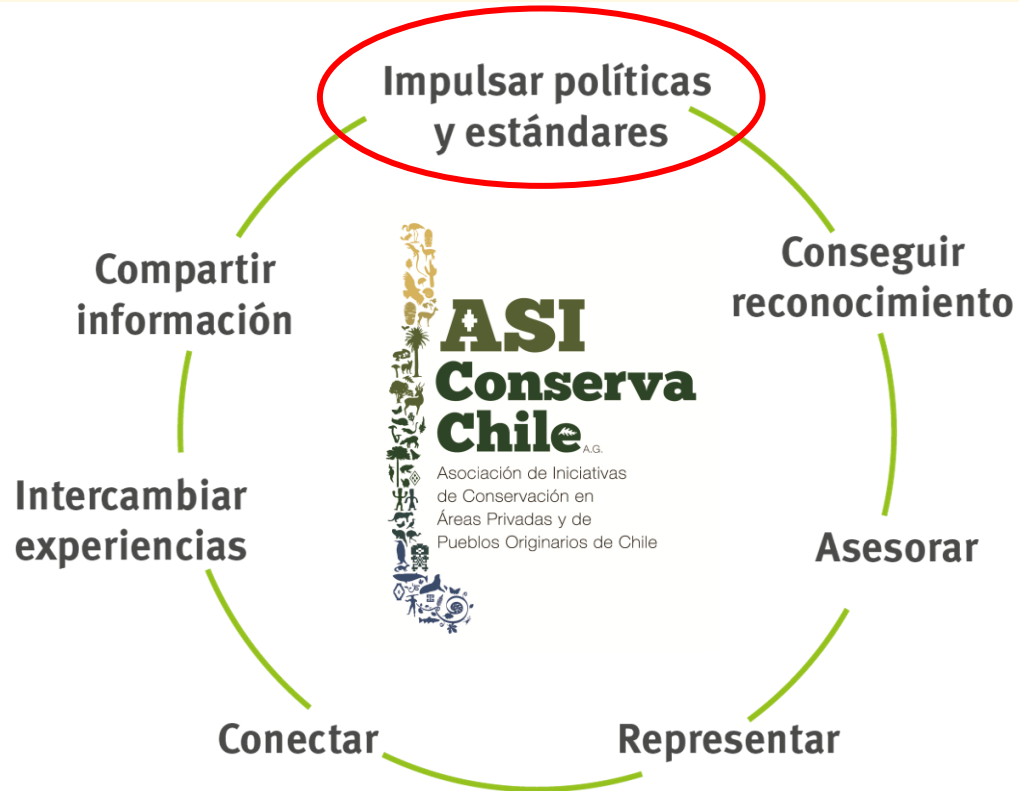 Impulsar políticas
y estándares
Conseguir
reconocimiento
Asesorar
Representar
Conectar
Intercambiar
experiencias
Compartir
información
ASI
Conserva
Chile A.G.
Asociación de Iniciativas
de Conservación en
Áreas Privadas y de
Pueblos Originarios de Chile